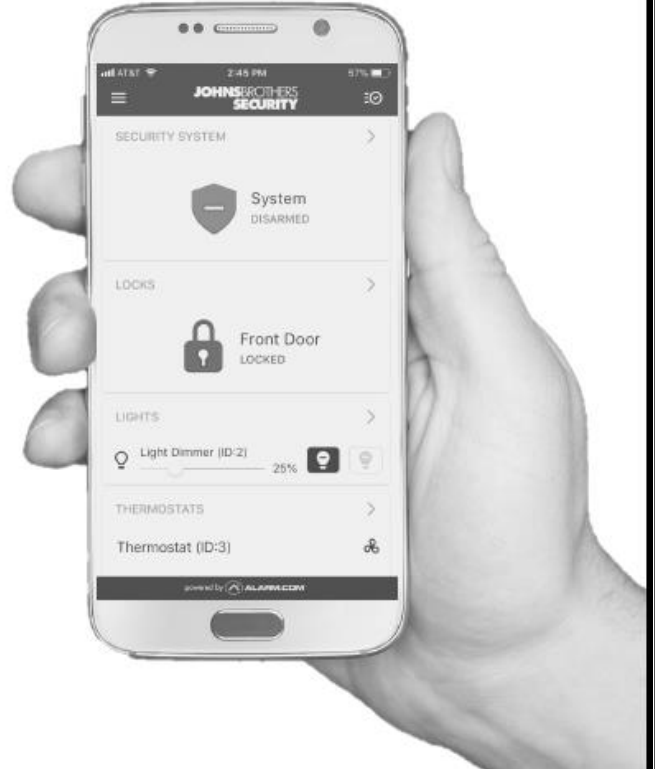 AT&T 2:45 PM 57%
JOHNSBROTHERS
SECURITY
SECURITY SYSTEM
System
DISARMED
LOCKS
Front Door
LOCKED
LIGHTS
Light Dimmer (ID:2)
25%
THERMOSTATS
Thermostat (ID:3)
powered by ALARM.COM